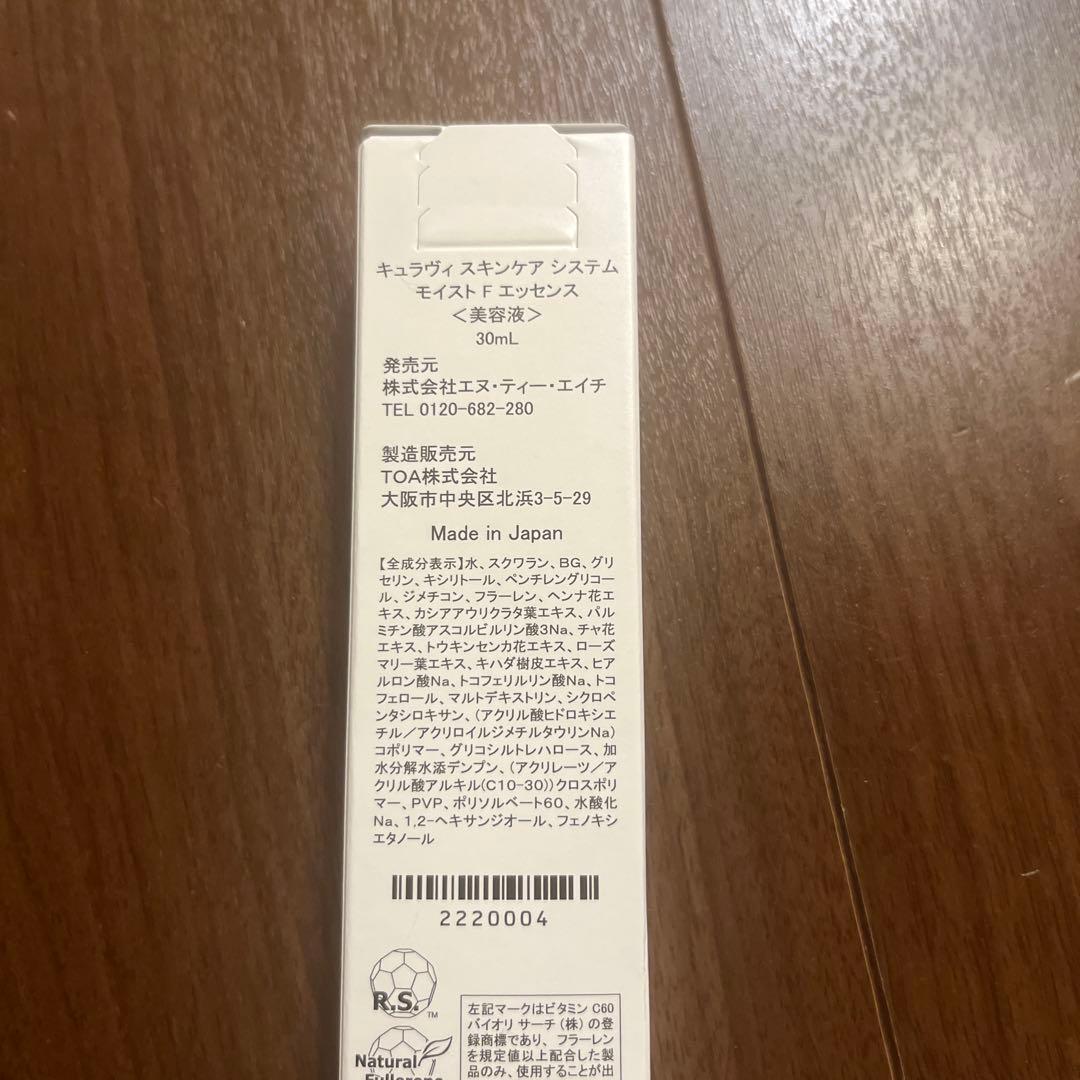 キュラヴィ スキンケア システム
モイスト F エッセンス
＜美容液＞
30mL
発売元
株式会社エヌ・ティー・エイチ
TEL 0120-682-280
製造販売元
TOA株式会社
大阪市中央区北浜3-5-29
Made in Japan
【全成分表示】水、スクワラン、BG、グリ
セリン、キシリトール、ペンチレングリコー
ル、ジメチコン、フラーレン、ヘンナ花エ
キス、カシアアウリクラタ葉エキス、パル
ミチン酸アスコルビルリン酸3Na、チャ花
エキス、トウキンセンカ花エキス、ローズ
マリー葉エキス、キハダ樹皮エキス、ヒア
ルロン酸Na、トコフェリルリン酸Na、トコ
フェロール、マルトデキストリン、シクロペ
ンタシロキサン、（アクリル酸ヒドロキシエ
チル／アクリロイルジメチルタウリンNa）
コポリマー、グリコシルトレハロース、加
水分解水添デンプン、（アクリレーツ／ア
クリル酸アルキル(C10-30)）クロスポリ
マー、PVP、ポリソルベート60、水酸化
Na、1,2-ヘキサンジオール、フェノキシ
エタノール
2220004
R.S.™
Natural
Fullerene
左記マークはビタミン C60
バイオリ サーチ（株）の登
録商標であり、フラーレン
を規定値以上配合した製
品のみ、使用することが出